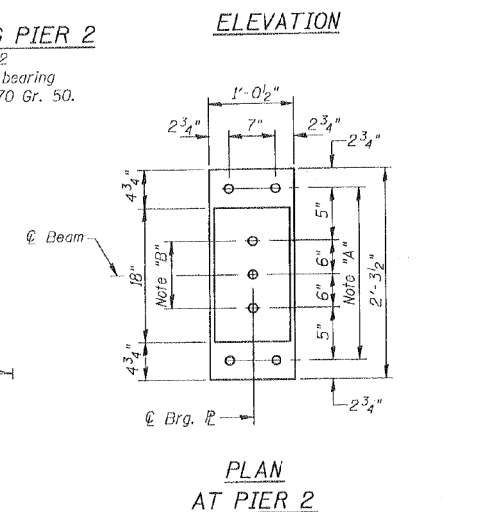 ELEVATION
G PIER 2
2
bearing
70 Gr. 50.
1'-0½"
2¾"
7"
2¾"
2¾"
4¾"
5"
℄ Beam
18"
Note "B"
6"
6"
Note "A"
2'-3½"
5"
4¾"
2¾"
℄ Brg. ⅊
PLAN
AT PIER 2